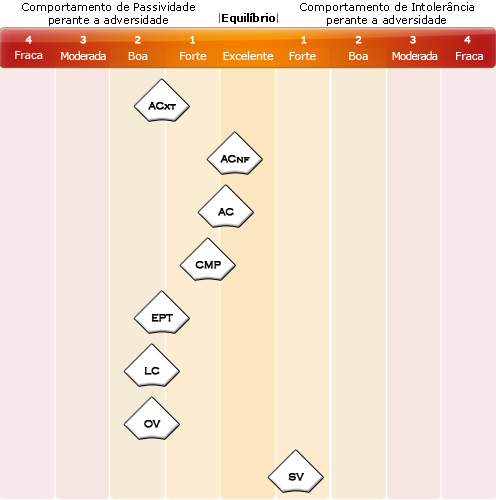 Comportamento de Passividade
perante a adversidade
|Equilíbrio|
Comportamento de Intolerância
perante a adversidade
4 3 2 1 1 2 3 4
Fraca Moderada Boa Forte Excelente Forte Boa Moderada Fraca
ACXT
ACNF
AC
CMP
EPT
LC
OV
SV